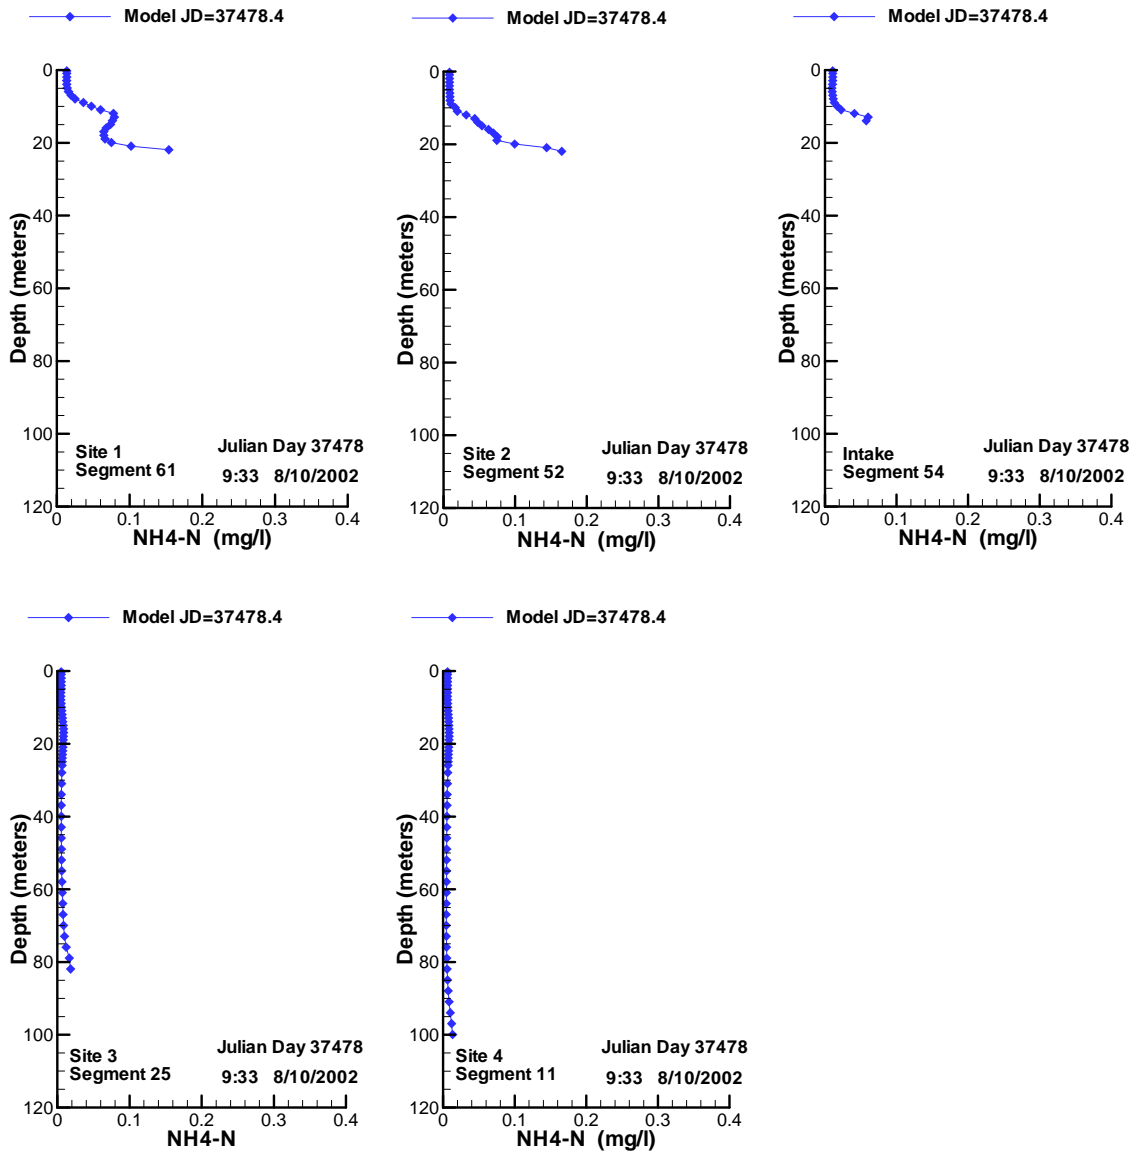 Model JD=37478.4
0
20
40
60
80
100
120
Depth (meters)
Site 1
Segment 61
Julian Day 37478
9:33 8/10/2002
0 0.1 0.2 0.3 0.4
NH4-N (mg/l)
Model JD=37478.4
0
20
40
60
80
100
120
Depth (meters)
Site 2
Segment 52
Julian Day 37478
9:33 8/10/2002
0 0.1 0.2 0.3 0.4
NH4-N (mg/l)
Model JD=37478.4
0
20
40
60
80
100
120
Depth (meters)
Intake
Segment 54
Julian Day 37478
9:33 8/10/2002
0 0.1 0.2 0.3 0.4
NH4-N (mg/l)
Model JD=37478.4
0
20
40
60
80
100
120
Depth (meters)
Site 3
Segment 25
Julian Day 37478
9:33 8/10/2002
0 0.1 0.2 0.3 0.4
NH4-N
Model JD=37478.4
0
20
40
60
80
100
120
Depth (meters)
Site 4
Segment 11
Julian Day 37478
9:33 8/10/2002
0 0.1 0.2 0.3 0.4
NH4-N (mg/l)